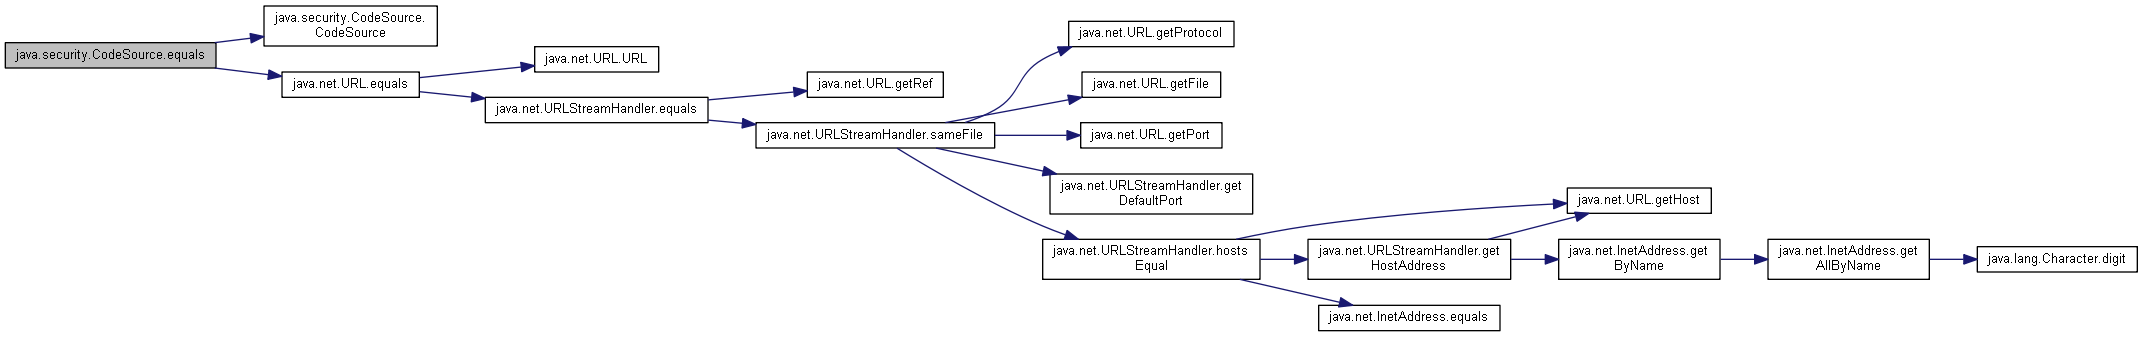 java.security.CodeSource.equals
java.security.CodeSource.
CodeSource
java.net.URL.equals
java.net.URL.URL
java.net.URLStreamHandler.equals
java.net.URL.getRef
java.net.URLStreamHandler.sameFile
java.net.URL.getProtocol
java.net.URL.getFile
java.net.URL.getPort
java.net.URLStreamHandler.get
DefaultPort
java.net.URLStreamHandler.hosts
Equal
java.net.URL.getHost
java.net.URLStreamHandler.get
HostAddress
java.net.InetAddress.get
ByName
java.net.InetAddress.get
AllByName
java.lang.Character.digit
java.net.InetAddress.equals